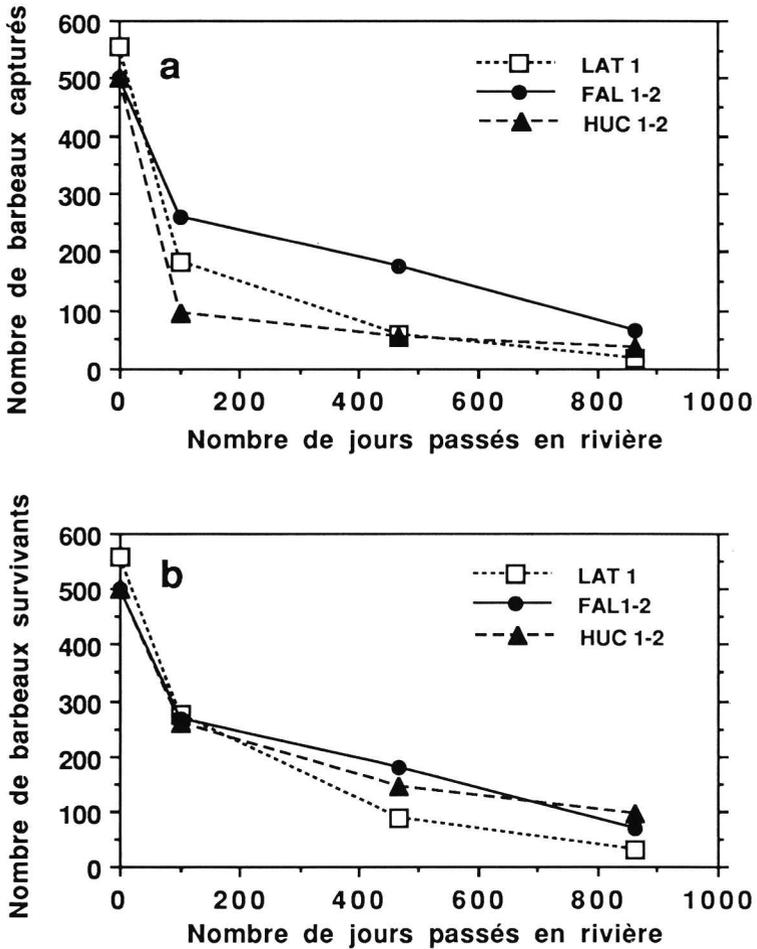 Nombre de barbeaux capturés
600
500
400
300
200
100
0
a
LAT 1
FAL 1-2
HUC 1-2
0 200 400 600 800 1000
Nombre de jours passés en rivière
Nombre de barbeaux survivants
600
500
400
300
200
100
0
b
LAT 1
FAL1-2
HUC 1-2
0 200 400 600 800 1000
Nombre de jours passés en rivière